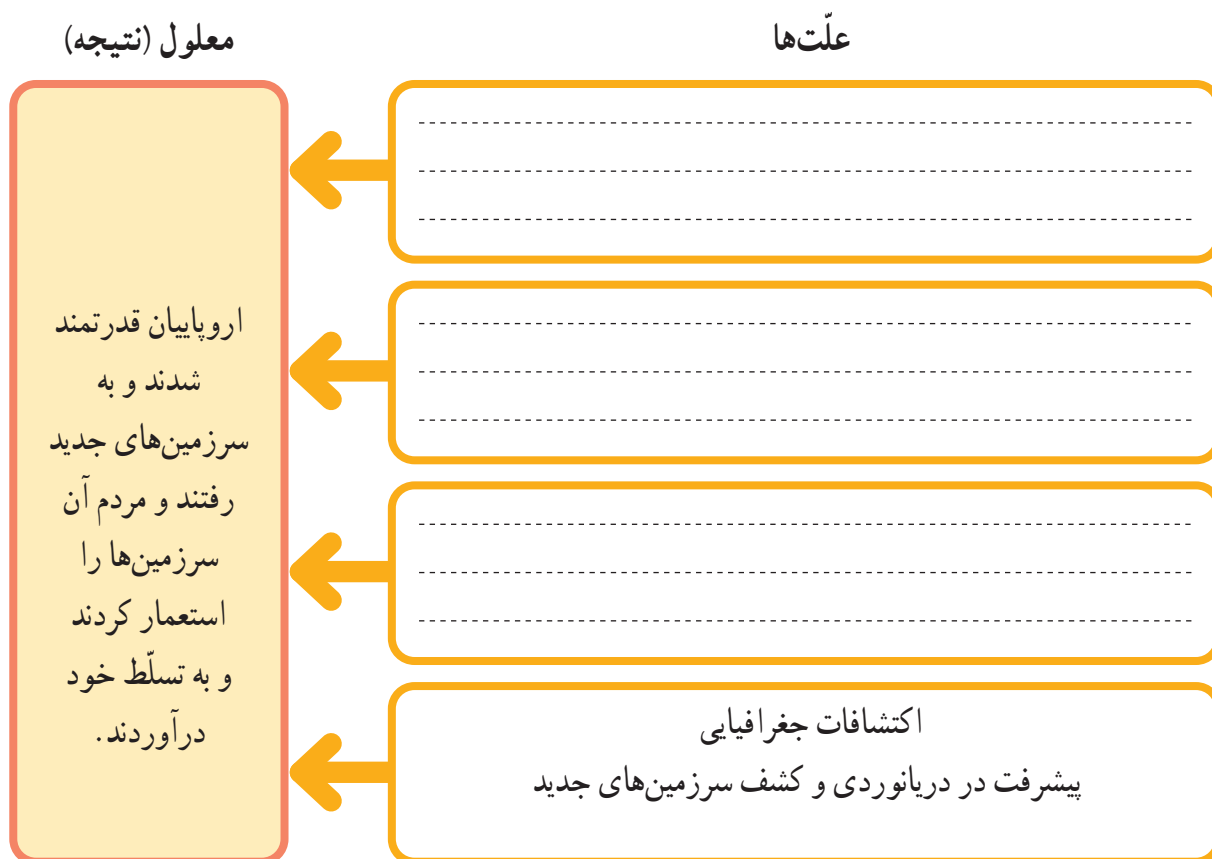 علّت‌ها
معلول (نتیجه)
اکتشافات جغرافیایی
پیشرفت در دریانوردی و کشف سرزمین‌های جدید
اروپاییان قدرتمند
شدند و به
سرزمین‌های جدید
رفتند و مردم آن
سرزمین‌ها را
استعمار کردند
و به تسلّط خود
درآوردند.